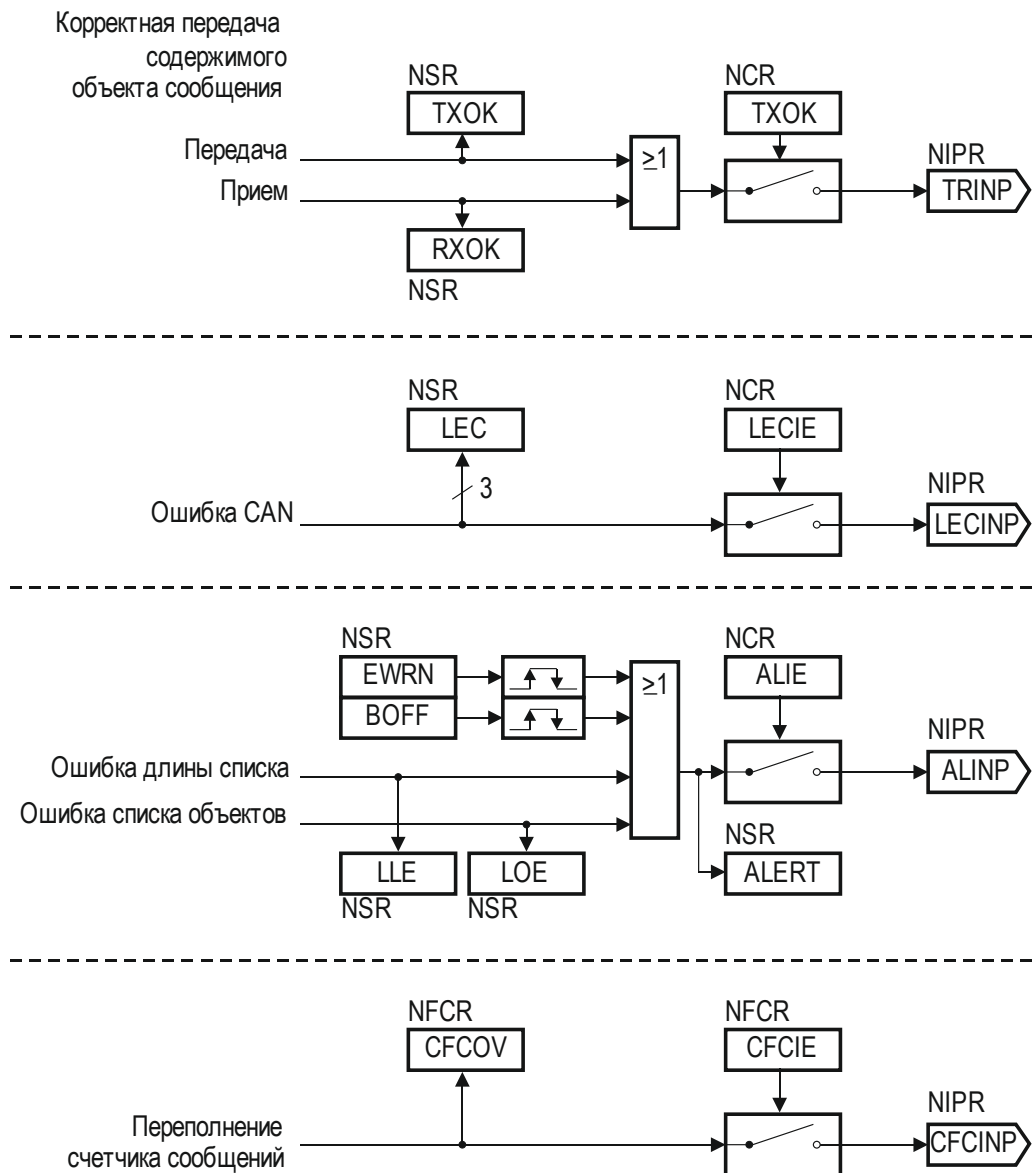 Корректная передача
содержимого
объекта сообщения
NSR
TXOK
NCR
TXOK
Передача
Прием
≥1
NIPR
TRINP
RXOK
NSR
NSR
LEC
NCR
LECIE
3
Ошибка CAN
NIPR
LECINP
NSR
EWRN
BOFF
≥1
NCR
ALIE
NIPR
ALINP
Ошибка длины списка
Ошибка списка объектов
LLE
NSR
LOE
NSR
NSR
ALERT
NFCR
CFCOV
NFCR
CFCIE
Переполнение
счетчика сообщений
NIPR
CFCINP